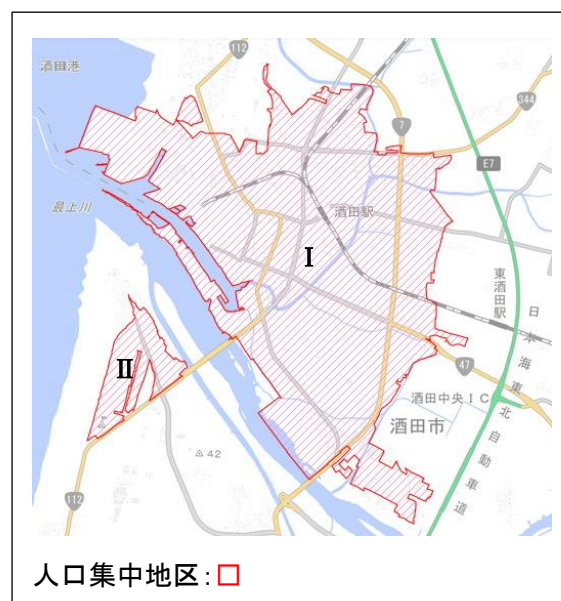 112
酒田港
344
7
E7
最上川
酒田駅
Ⅰ
東酒田駅
日本海東北自動車道
Ⅱ
47
酒田中央IC
酒田市
42
112
人口集中地区: